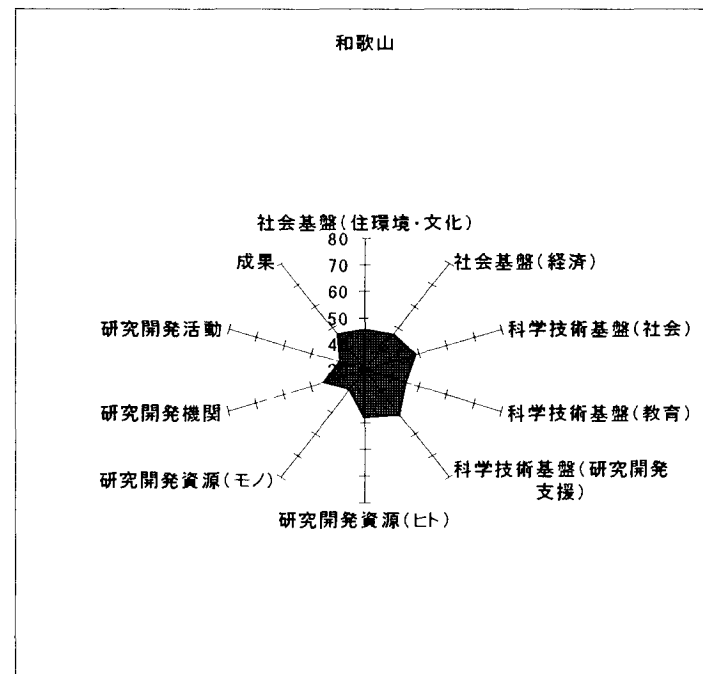 和歌山
社会基盤(住環境・文化)
80
70
60
50
成果
社会基盤(経済)
研究開発活動
科学技術基盤(社会)
研究開発機関
科学技術基盤(教育)
研究開発資源(モノ)
科学技術基盤(研究開発
支援)
研究開発資源(ヒト)